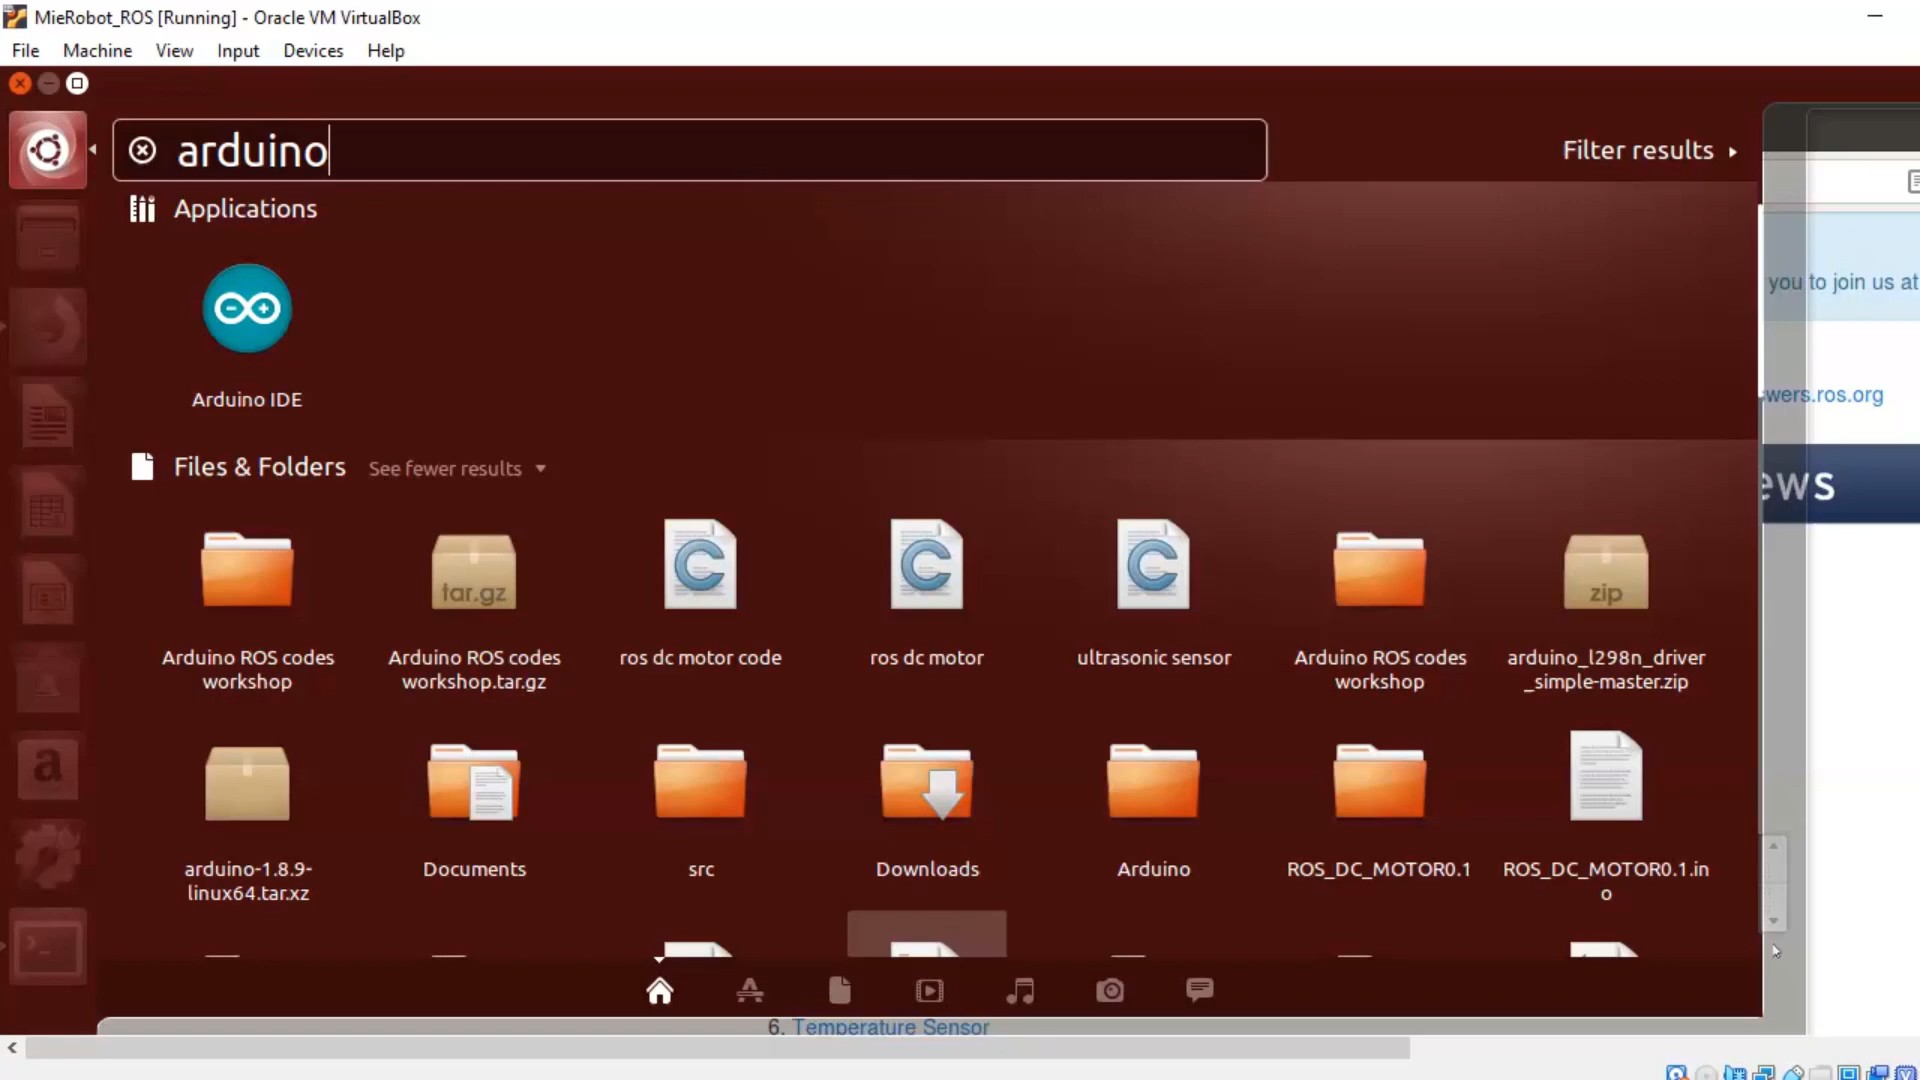 MieRobot_ROS [Running] - Oracle VM VirtualBox
File Machine View Input Devices Help
arduino
Filter results
Applications
you to join us at
Arduino IDE
wers.ros.org
Files & Folders See fewer results
ews
tar.gz
zip
Arduino ROS codes
workshop
Arduino ROS codes
workshop.tar.gz
ros dc motor code
ros dc motor
ultrasonic sensor
Arduino ROS codes
workshop
arduino_l298n_driver
_simple-master.zip
arduino-1.8.9-
linux64.tar.xz
Documents
src
Downloads
Arduino
ROS_DC_MOTOR0.1
ROS_DC_MOTOR0.1.in
o
6. Temperature Sensor